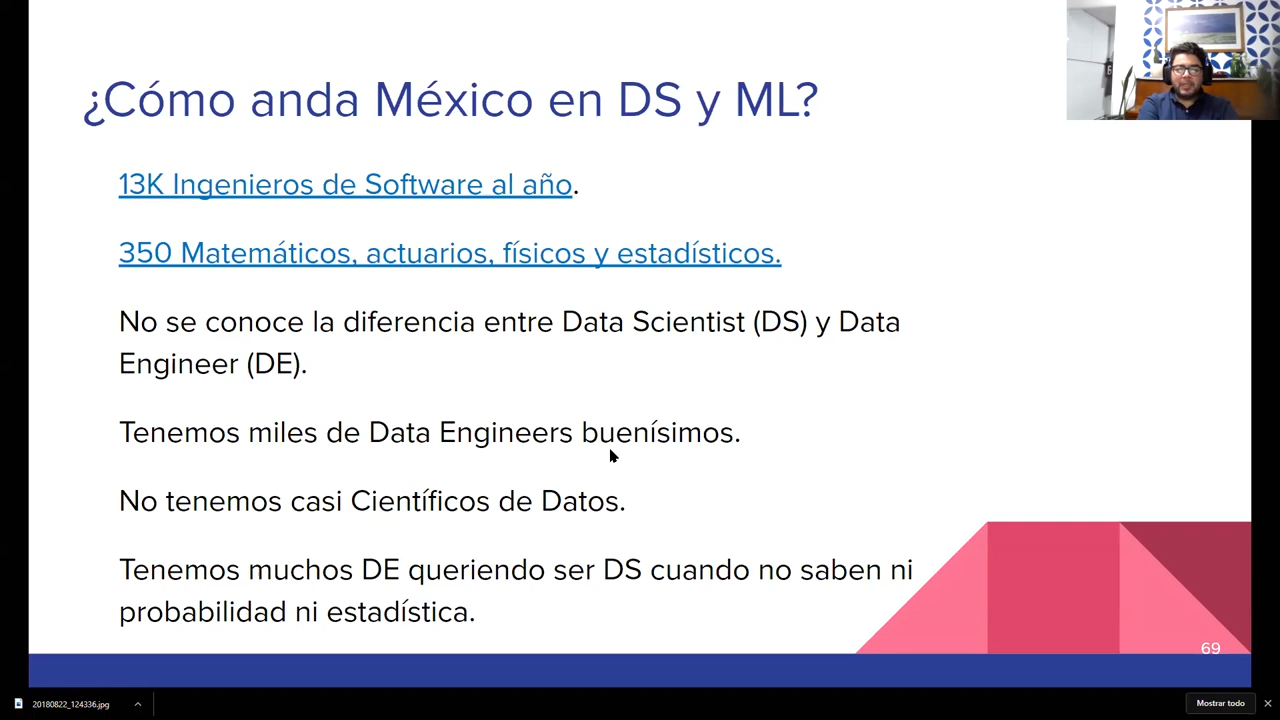 ¿Cómo anda México en DS y ML?
13K Ingenieros de Software al año.
350 Matemáticos, actuarios, físicos y estadísticos.
No se conoce la diferencia entre Data Scientist (DS) y Data
Engineer (DE).
Tenemos miles de Data Engineers buenísimos.
No tenemos casi Científicos de Datos.
Tenemos muchos DE queriendo ser DS cuando no saben ni
probabilidad ni estadística.
69
20180822_124336.jpg
Mostrar todo